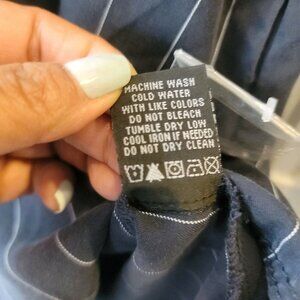 MACHINE WASH
COLD WATER
WITH LIKE COLORS
DO NOT BLEACH
TUMBLE DRY LOW
COOL IRON IF NEEDED
DO NOT DRY CLEAN